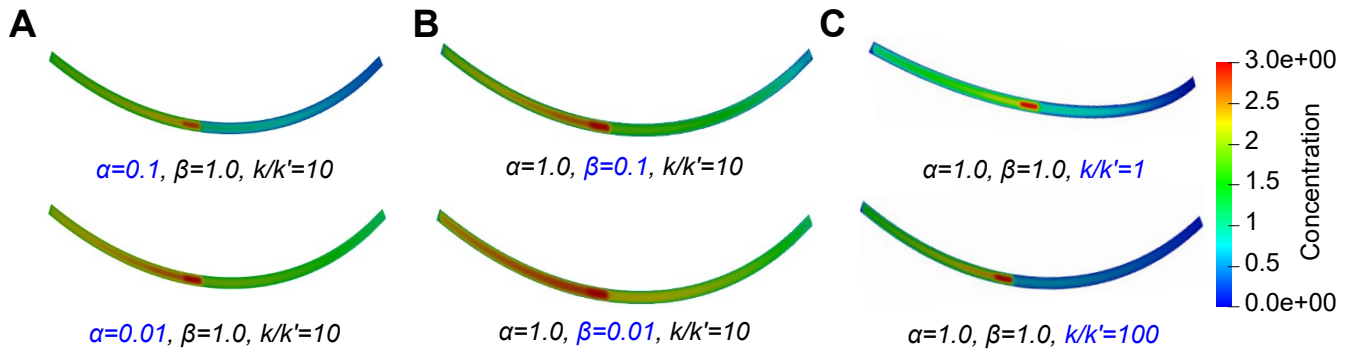 A
B
C
α=0.1, β=1.0, k/k'=10
α=1.0, β=0.1, k/k'=10
α=1.0, β=1.0, k/k'=1
α=0.01, β=1.0, k/k'=10
α=1.0, β=0.01, k/k'=10
α=1.0, β=1.0, k/k'=100
3.0e+00
2.5
2
1.5
1
0.5
0.0e+00
Concentration